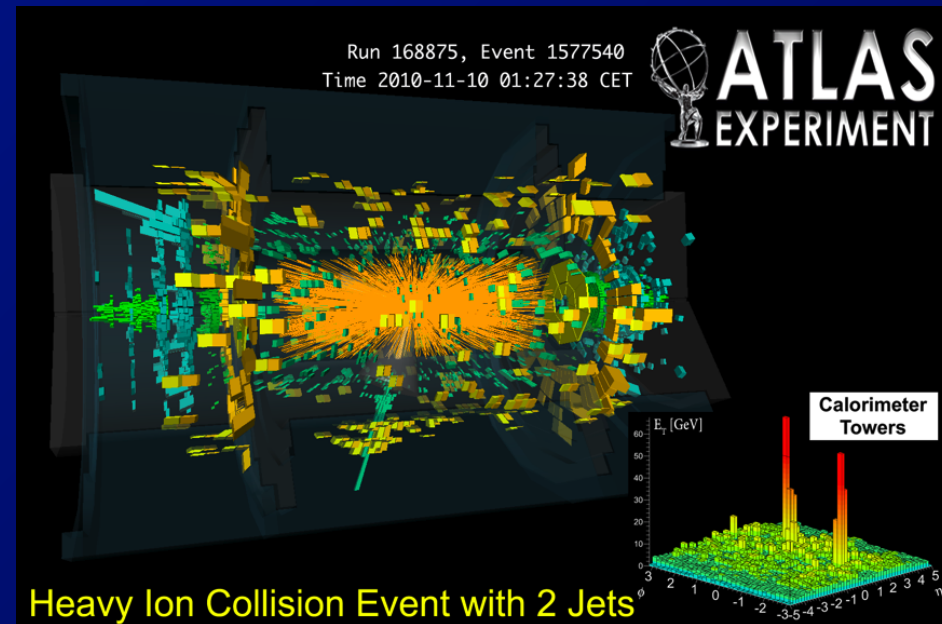 Run 168875, Event 1577540
Time 2010-11-10 01:27:38 CET
ATLAS
EXPERIMENT
Calorimeter
Towers
E_T [GeV]
60
50
40
30
20
10
0
3 2 1 0 -1 -2 -3
ϕ
-5 -4 -3 -2 -1 0 1 2 3 4 5
η
Heavy Ion Collision Event with 2 Jets